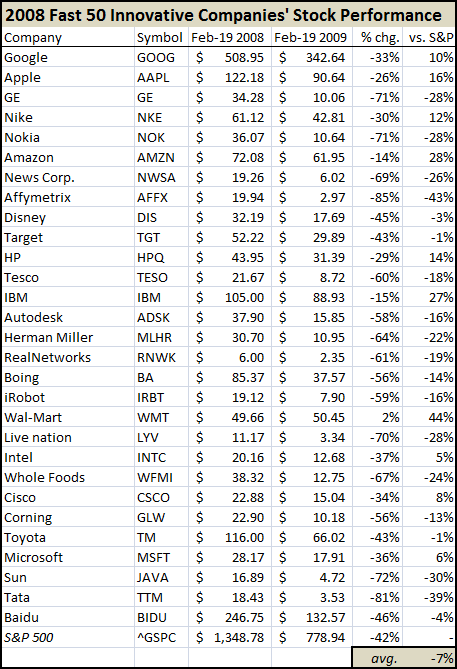 2008 Fast 50 Innovative Companies' Stock Performance
Company Symbol Feb-19 2008 Feb-19 2009 % chg. vs. S&P
Google GOOG $ 508.95 $ 342.64 -33% 10%
Apple AAPL $ 122.18 $ 90.64 -26% 16%
GE GE $ 34.28 $ 10.06 -71% -28%
Nike NKE $ 61.12 $ 42.81 -30% 12%
Nokia NOK $ 36.07 $ 10.64 -71% -28%
Amazon AMZN $ 72.08 $ 61.95 -14% 28%
News Corp. NWSA $ 19.26 $ 6.02 -69% -26%
Affymetrix AFFX $ 19.94 $ 2.97 -85% -43%
Disney DIS $ 32.19 $ 17.69 -45% -3%
Target TGT $ 52.22 $ 29.89 -43% -1%
HP HPQ $ 43.95 $ 31.39 -29% 14%
Tesco TESO $ 21.67 $ 8.72 -60% -18%
IBM IBM $ 105.00 $ 88.93 -15% 27%
Autodesk ADSK $ 37.90 $ 15.85 -58% -16%
Herman Miller MLHR $ 30.70 $ 10.95 -64% -22%
RealNetworks RNWK $ 6.00 $ 2.35 -61% -19%
Boing BA $ 85.37 $ 37.57 -56% -14%
iRobot IRBT $ 19.12 $ 7.90 -59% -16%
Wal-Mart WMT $ 49.66 $ 50.45 2% 44%
Live nation LYV $ 11.17 $ 3.34 -70% -28%
Intel INTC $ 20.16 $ 12.68 -37% 5%
Whole Foods WFMI $ 38.32 $ 12.75 -67% -24%
Cisco CSCO $ 22.88 $ 15.04 -34% 8%
Corning GLW $ 22.90 $ 10.18 -56% -13%
Toyota TM $ 116.00 $ 66.02 -43% -1%
Microsoft MSFT $ 28.17 $ 17.91 -36% 6%
Sun JAVA $ 16.89 $ 4.72 -72% -30%
Tata TTM $ 18.43 $ 3.53 -81% -39%
Baidu BIDU $ 246.75 $ 132.57 -46% -4%
S&P 500 ^GSPC $ 1,348.78 $ 778.94 -42% -
avg. -7%